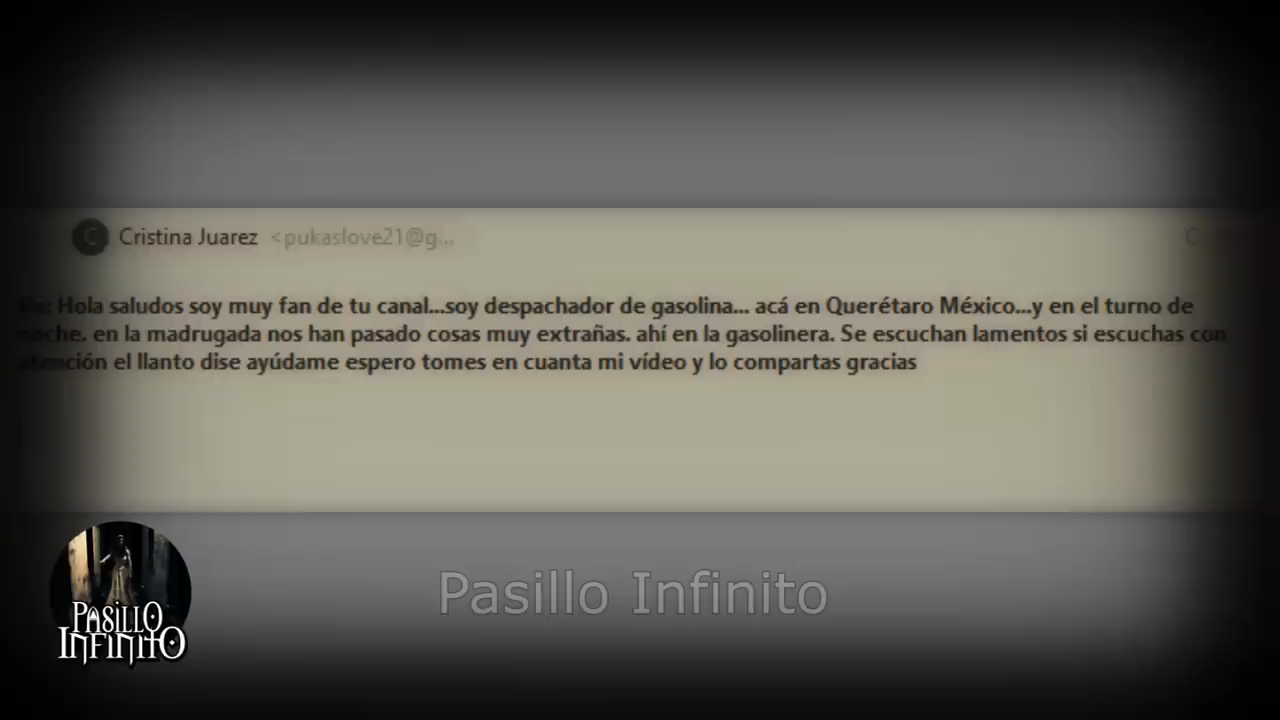 C
Cristina Juarez <pukaslove21@g...
Hola saludos soy muy fan de tu canal...soy despachador de gasolina... acá en Querétaro México...y en el turno de
noche. en la madrugada nos han pasado cosas muy extrañas. ahí en la gasolinera. Se escuchan lamentos si escuchas con
atención el llanto dise ayúdame espero tomes en cuanta mi vídeo y lo compartas gracias
Pasillo Infinito
PASILLO
INFINITO